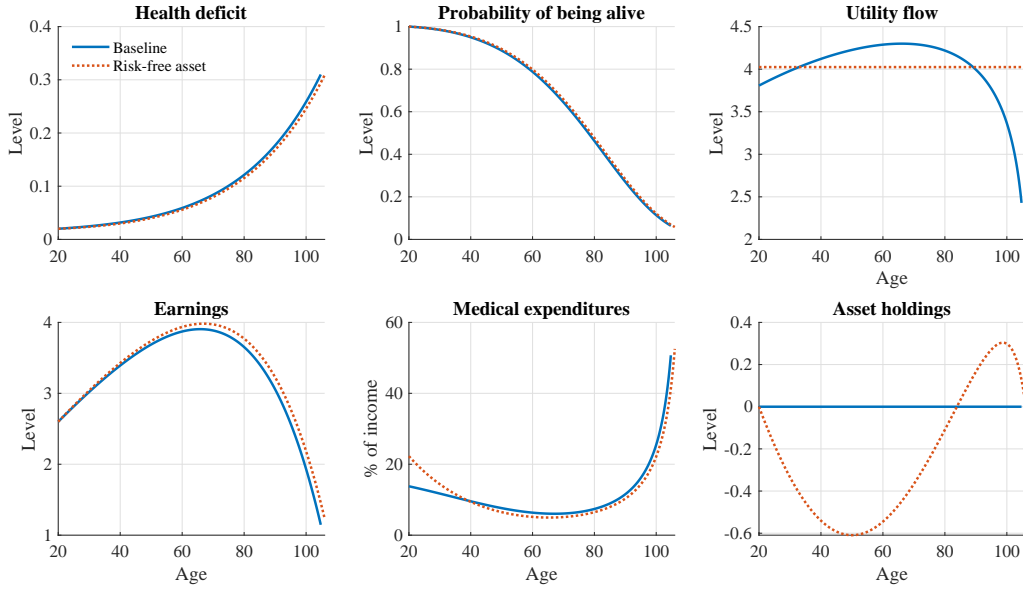 Health deficit
0.4
0.3
0.2
0.1
0
Level
20 40 60 80 100
Baseline
Risk-free asset
Probability of being alive
1
0.8
0.6
0.4
0.2
0
Level
20 40 60 80 100
Utility flow
4.5
4
3.5
3
2.5
2
Level
20 40 60 80 100
Age
Earnings
4
3
2
1
Level
20 40 60 80 100
Age
Medical expenditures
60
40
20
0
% of income
20 40 60 80 100
Age
Asset holdings
0.4
0.2
0
-0.2
-0.4
-0.6
Level
20 40 60 80 100
Age